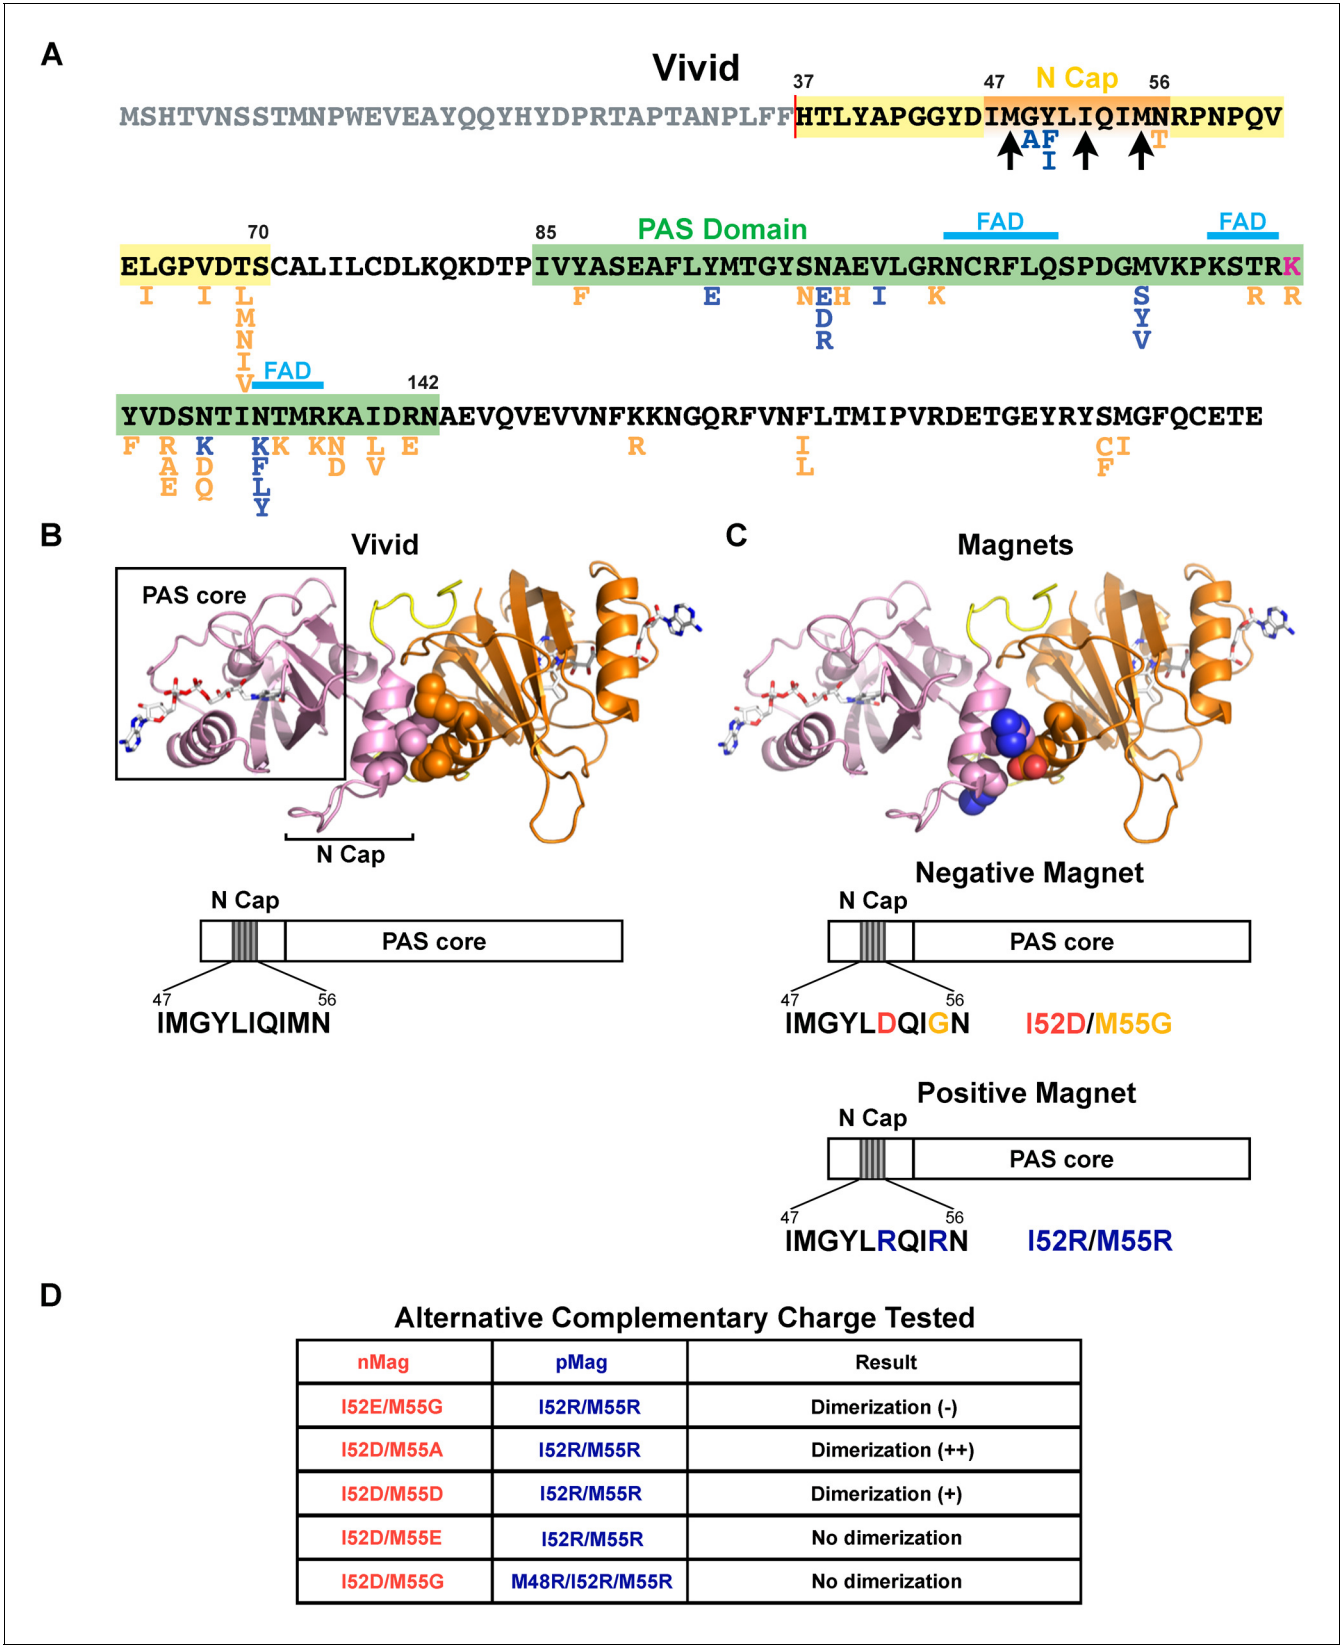 A
Vivid
37
47
N Cap
56
MSHTVNSSTMNPWEVEAYQQYHYDPRTAPTANPLFFHTLYAPGGYDIMGYLIQIMNRPNPQV
AF T
I
70
85
PAS Domain
FAD
FAD
ELGPVDTSCALILCDLKQKDTPIVYASEAFLYMTGYSNAEVLGRNCRFLQSPDGMVKPKSTRK
I I L F E N E H I K S R R
M D Y
N R V
I
V
FAD
142
YVDSNTINTMRKAIDRNAEVQVEVVNFKKNGQRFVNFLTMIPVRDETGEYRYSMGFQCETE
F R K K K K N L E R I C I
A D F D V L F
E Q L
Y
B
Vivid
PAS core
N Cap
N Cap
PAS core
47
56
IMGYLIQIMN
C
Magnets
Negative Magnet
N Cap
PAS core
47
56
IMGYLDQIGN I52D/M55G
Positive Magnet
N Cap
PAS core
47
56
IMGYLRQIRN I52R/M55R
D
Alternative Complementary Charge Tested
nMag pMag Result
I52E/M55G I52R/M55R Dimerization (-)
I52D/M55A I52R/M55R Dimerization (++)
I52D/M55D I52R/M55R Dimerization (+)
I52D/M55E I52R/M55R No dimerization
I52D/M55G M48R/I52R/M55R No dimerization